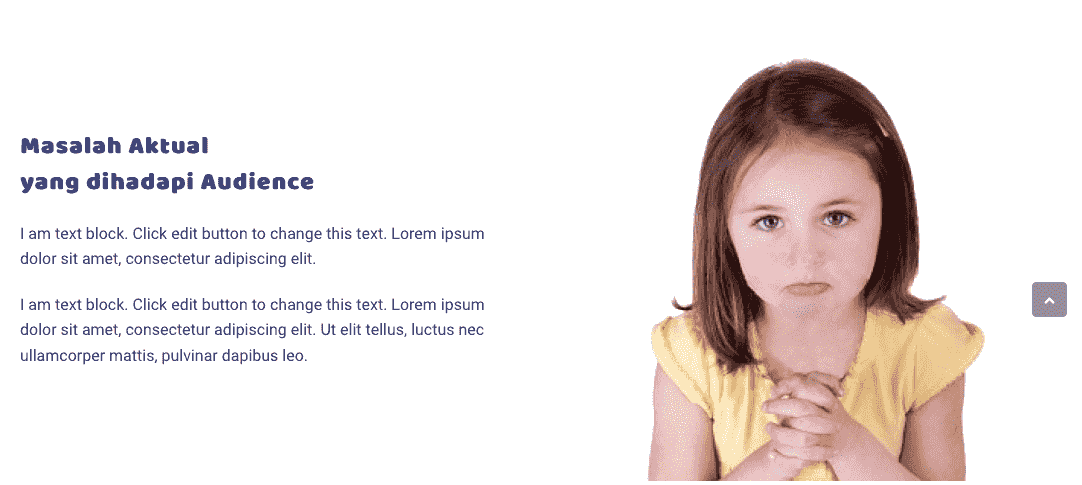 Masalah Aktual
yang dihadapi Audience
I am text block. Click edit button to change this text. Lorem ipsum
dolor sit amet, consectetur adipiscing elit.
I am text block. Click edit button to change this text. Lorem ipsum
dolor sit amet, consectetur adipiscing elit. Ut elit tellus, luctus nec
ullamcorper mattis, pulvinar dapibus leo.